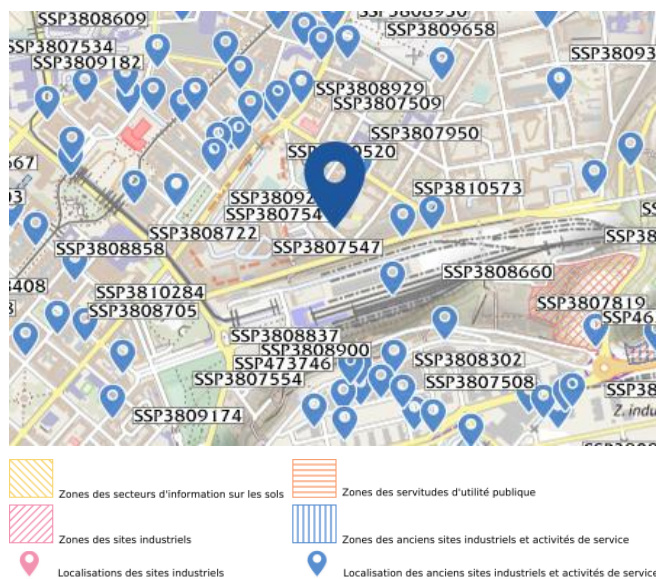 SSP3808609
SSP3809658
SSP3807534
SSP3809182
SSP38093
SSP3808929
SSP3807509
SSP3807950
SSP3810573
SSP38092
SSP380754
SSP3808722
SSP3807547
SSP3808858
SSP3808660
SSP3810284
SSP3807819
SSP3808705
SSP3808837
SSP3808900
SSP473746
SSP3808302
SSP3807554
SSP3807508
SSP3809174
Z. indu
Zones des secteurs d'information sur les sols
Zones des servitudes d'utilité publique
Zones des sites industriels
Zones des anciens sites industriels et activités de service
Localisations des sites industriels
Localisation des anciens sites industriels et activités de service